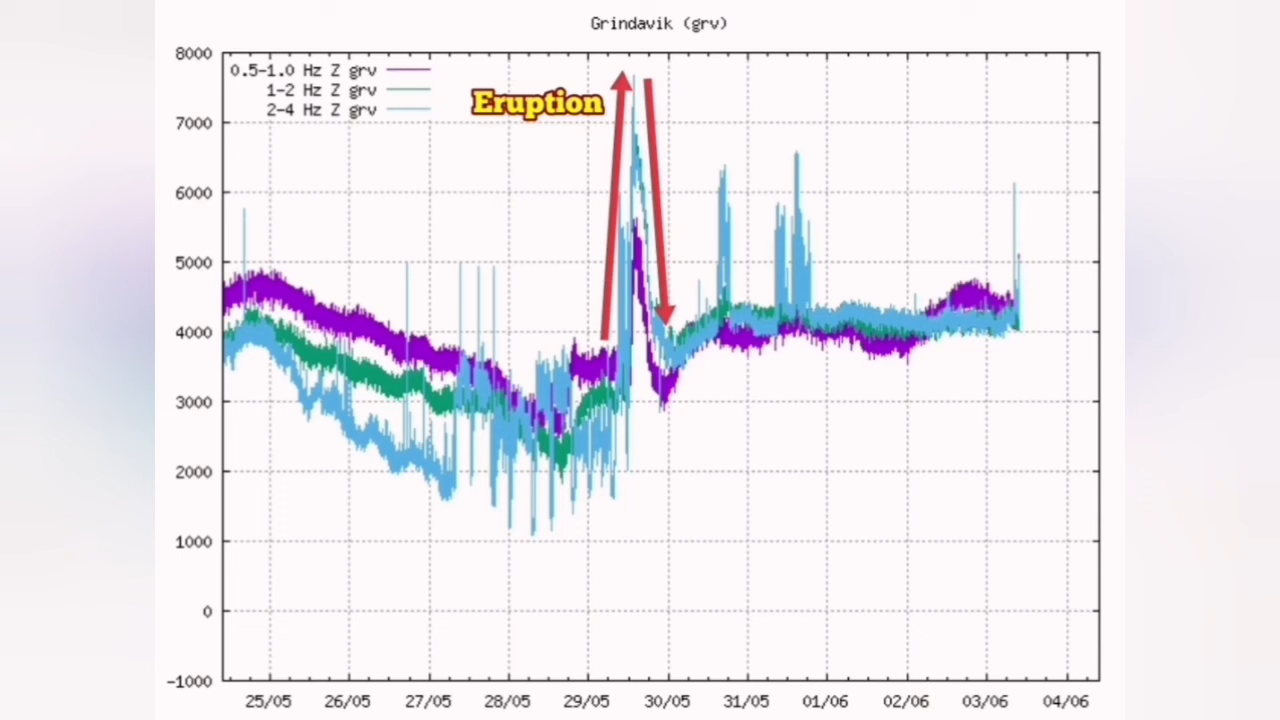 Grindavik (grv)
8000
0.5-1.0 Hz Z grv
1-2 Hz Z grv
2-4 Hz Z grv
Eruption
7000
6000
5000
4000
3000
2000
1000
0
-1000
25/05 26/05 27/05 28/05 29/05 30/05 31/05 01/06 02/06 03/06 04/06